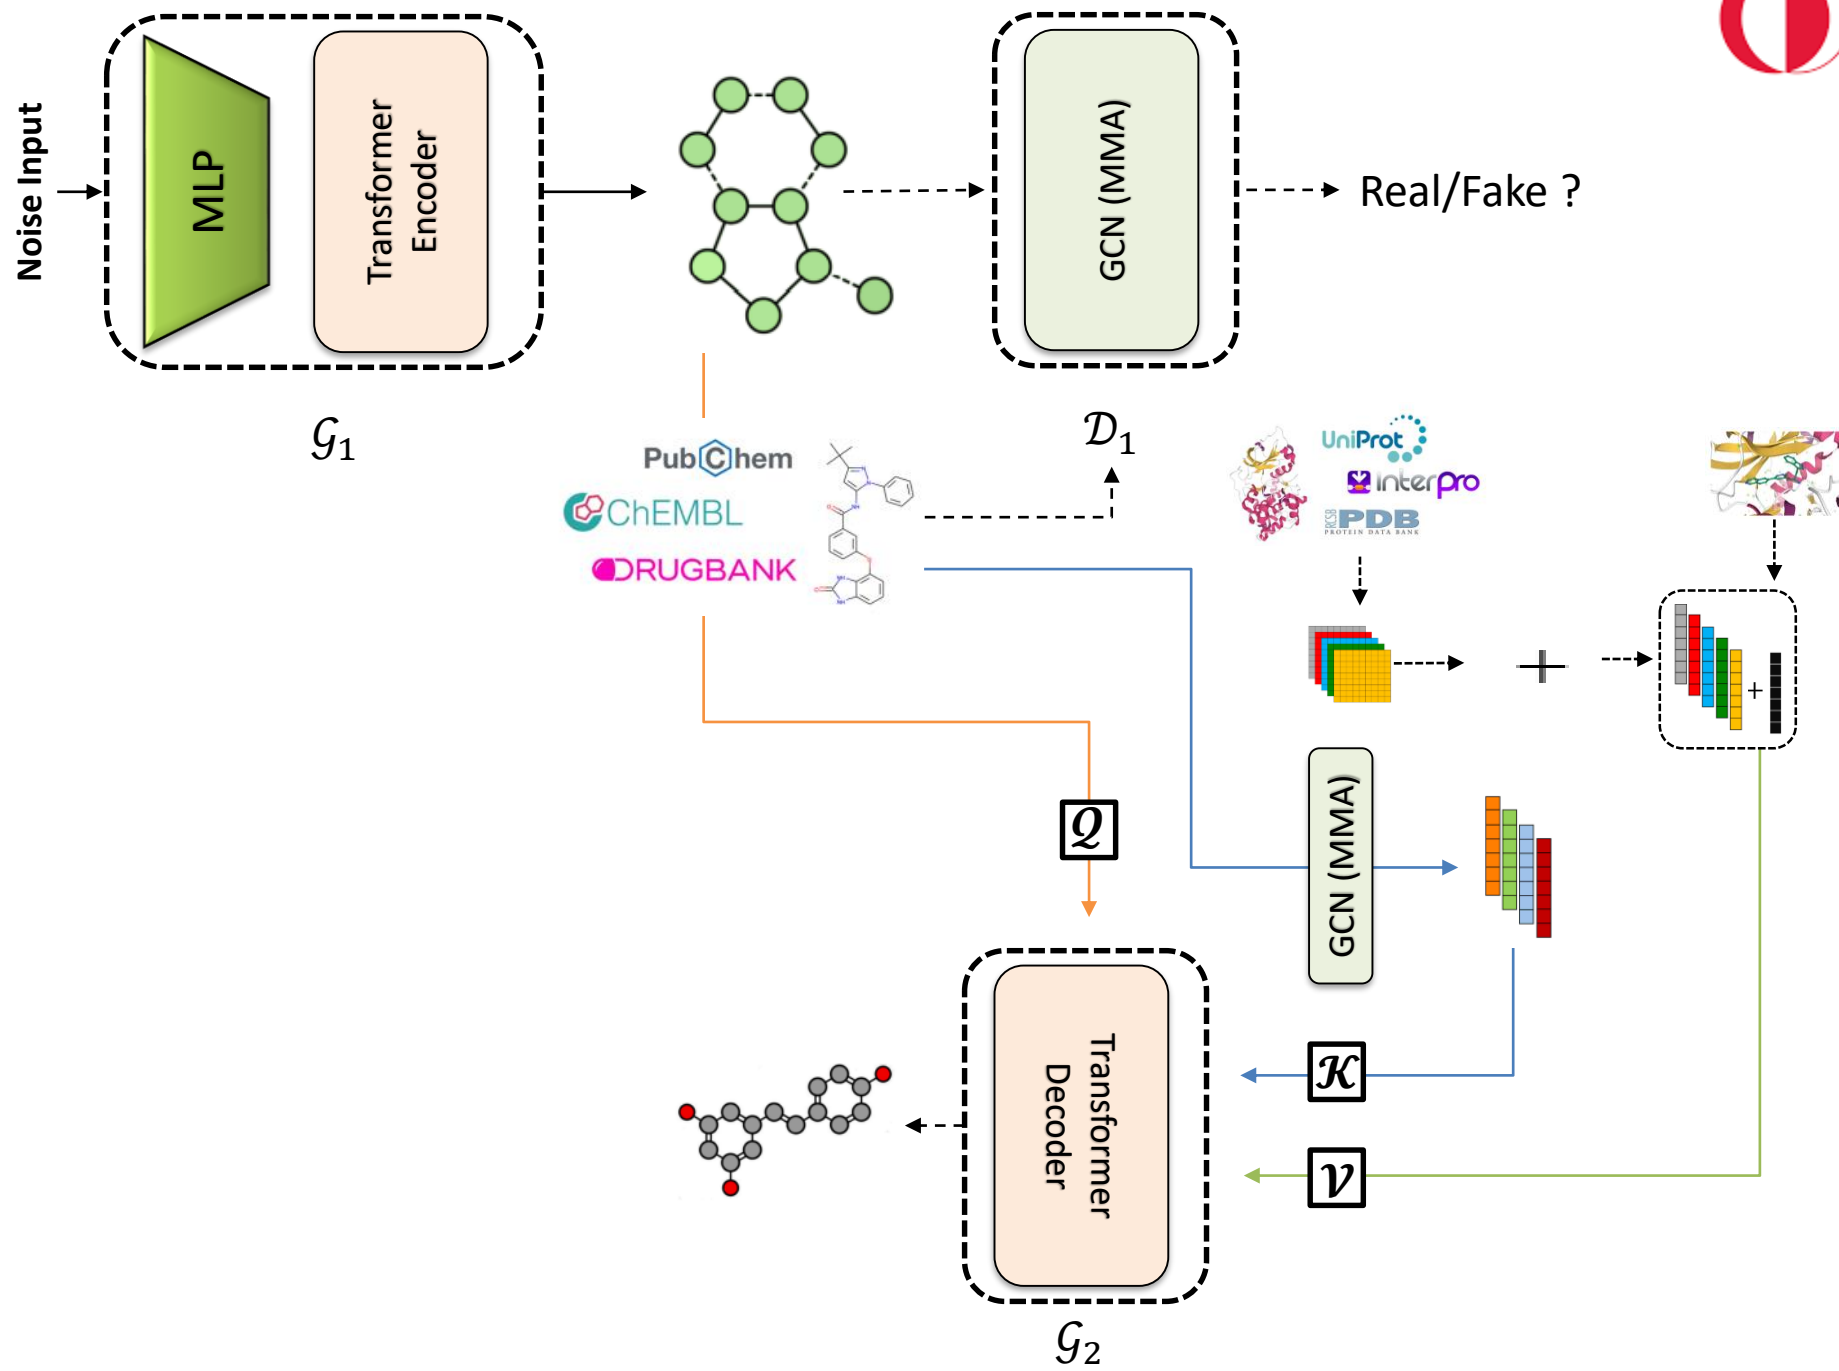 Noise Input
MLP
Transformer
Encoder
GCN (MMA)
Real/Fake ?
𝒢₁
𝒟₁
PubChem
ChEMBL
DRUGBANK
UniProt
InterPro
RCSB
PDB
PROTEIN DATA BANK
+
𝒬
GCN (MMA)
Transformer
Decoder
𝒦
𝒱
𝒢₂